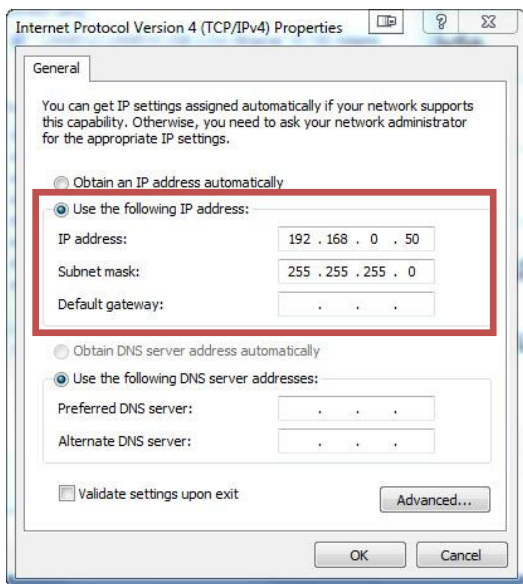 Internet Protocol Version 4 (TCP/IPv4) Properties
General
You can get IP settings assigned automatically if your network supports
this capability. Otherwise, you need to ask your network administrator
for the appropriate IP settings.
Obtain an IP address automatically
Use the following IP address:
IP address: 192 . 168 . 0 . 50
Subnet mask: 255 . 255 . 255 . 0
Default gateway: . . .
Obtain DNS server address automatically
Use the following DNS server addresses:
Preferred DNS server: . . .
Alternate DNS server: . . .
Validate settings upon exit
Advanced...
OK Cancel